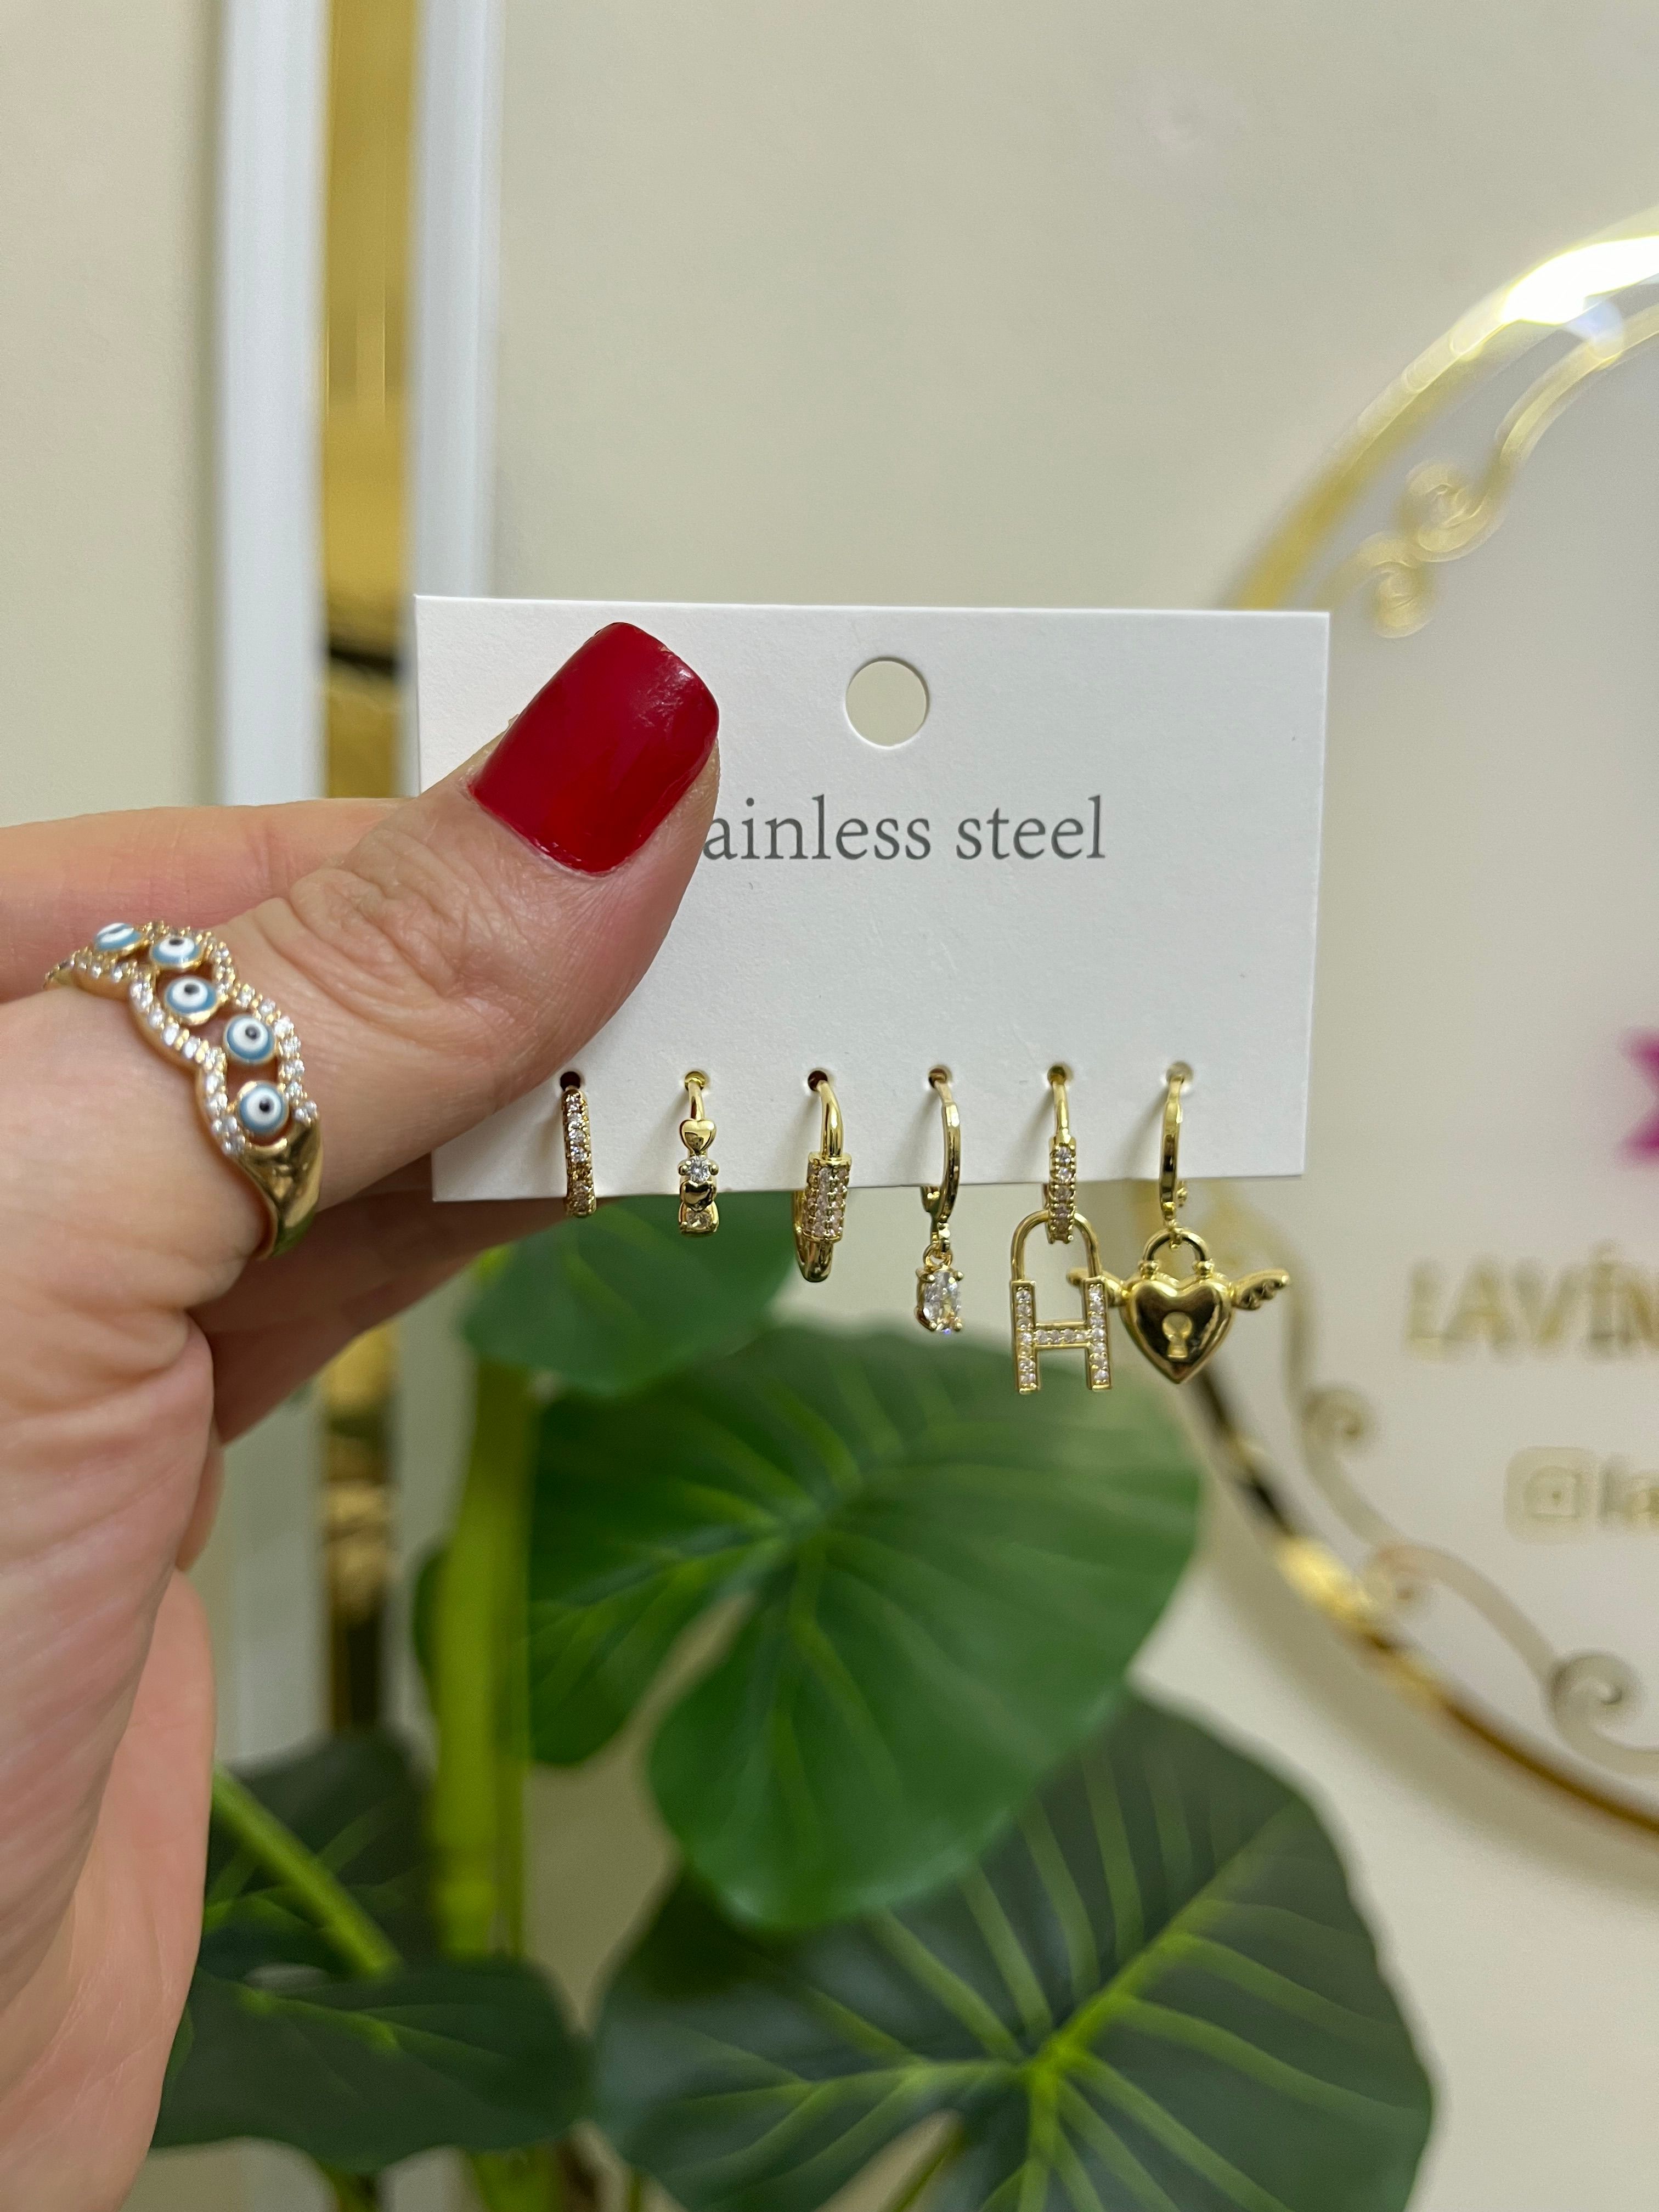 ainless steel
H
LAVİN
la